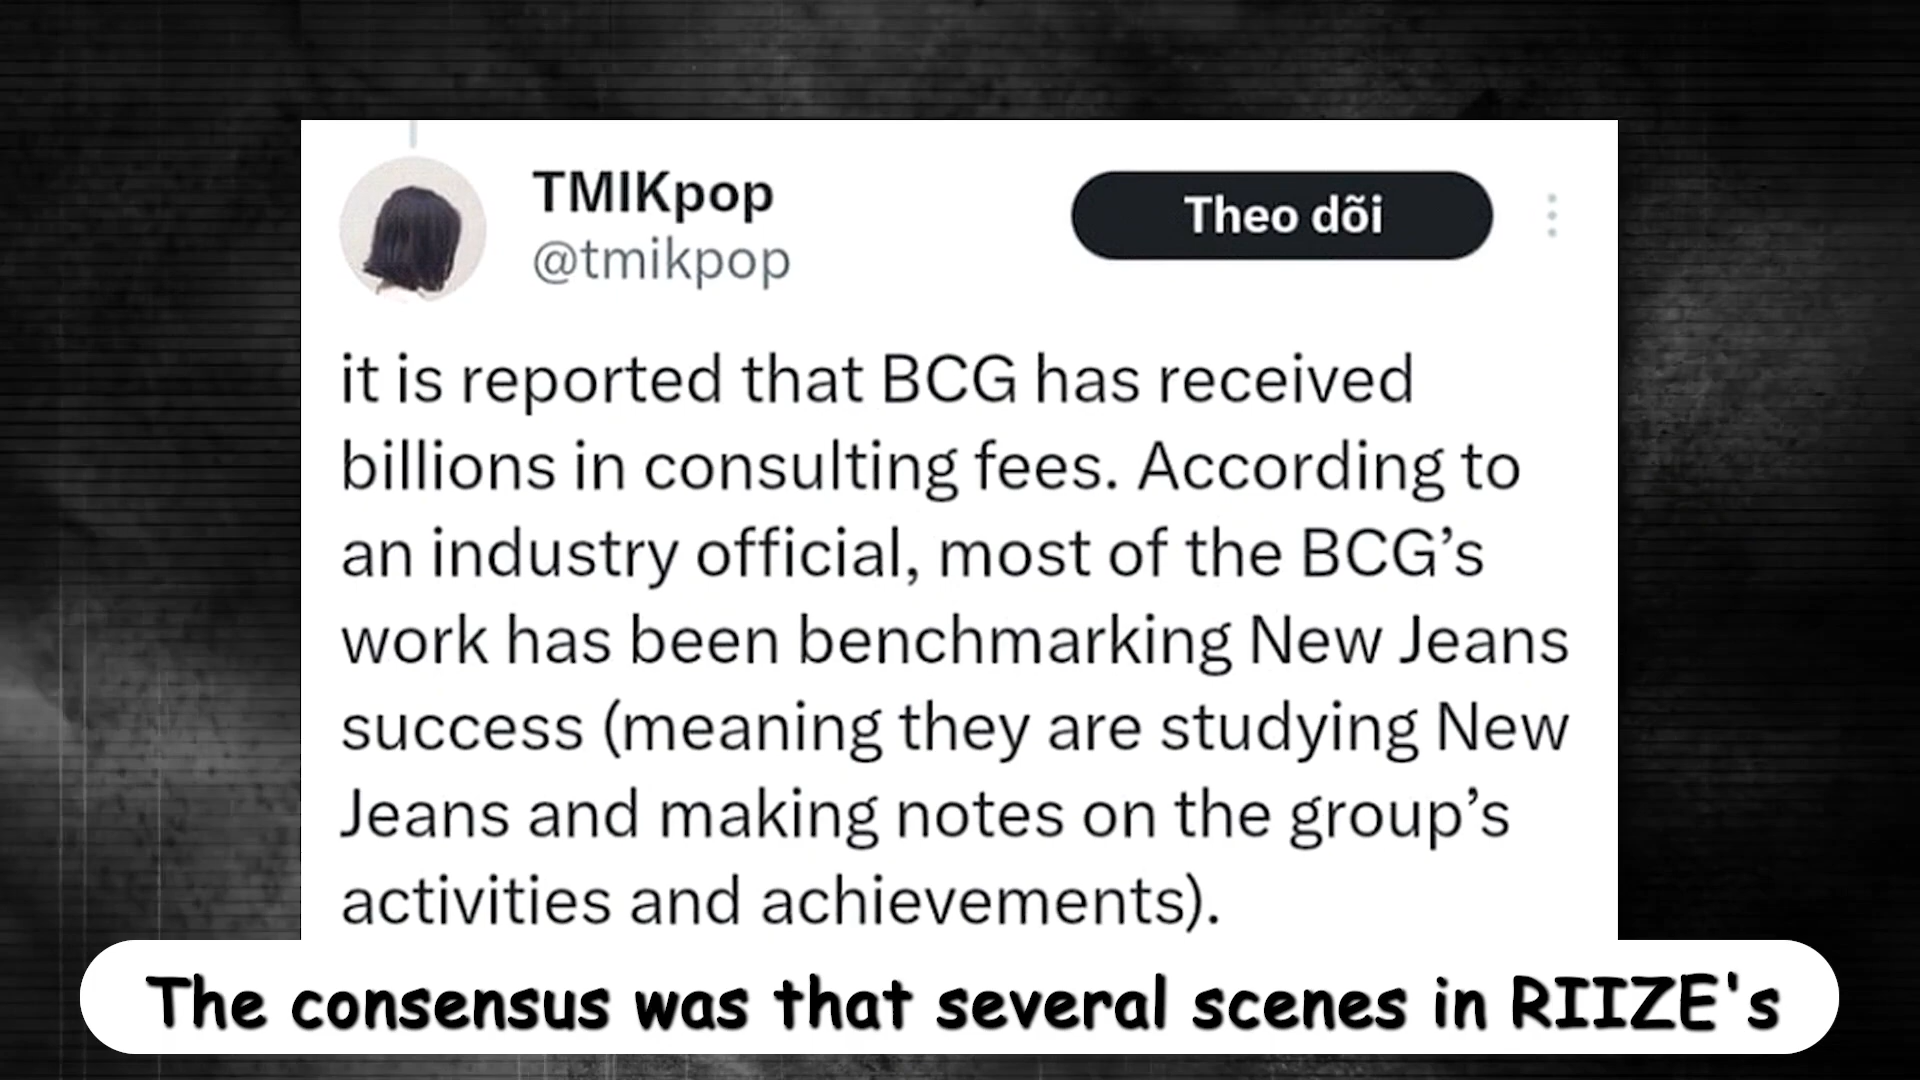 TMIKpop
@tmikpop
Theo dõi
it is reported that BCG has received
billions in consulting fees. According to
an industry official, most of the BCG’s
work has been benchmarking New Jeans
success (meaning they are studying New
Jeans and making notes on the group’s
activities and achievements).
The consensus was that several scenes in RIIZE's